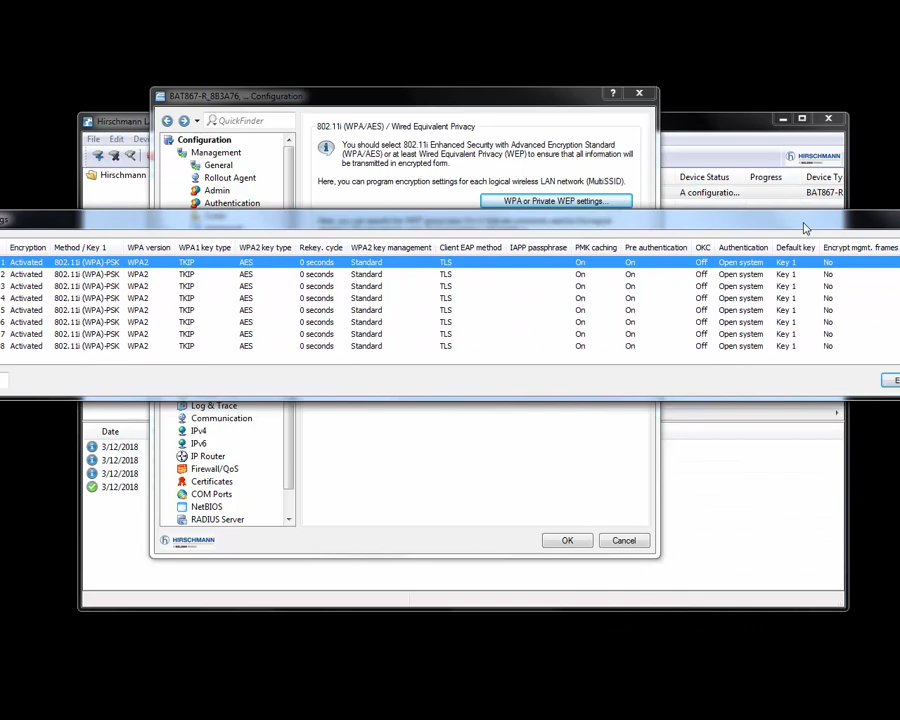 BAT867-R_883A76, ... Configuration
?
Hirschmann L
File Edit Dev
QuickFinder
Configuration
Management
General
Rollout Agent
Admin
Authentication
802.11i (WPA/AES) / Wired Equivalent Privacy
You should select 802.11i Enhanced Security with Advanced Encryption Standard
(WPA/AES) or at least Wired Equivalent Privacy (WEP) to ensure that all information will
be transmitted in encrypted form.
Here, you can program encryption settings for each logical wireless LAN network (MultiSSID).
WPA or Private WEP settings...
HIRSCHMANN
Hirschmann
Device Status Progress Device Ty
A configuratio... BAT867-R
gs
Encryption Method / Key 1 WPA version WPA1 key type WPA2 key type Rekey. cycle WPA2 key management Client EAP method IAPP passphrase PMK caching Pre authentication OKC Authentication Default key Encrypt mgmt. frames
1 Activated 802.11i (WPA)-PSK WPA2 TKIP AES 0 seconds Standard TLS On On Off Open system Key 1 No
2 Activated 802.11i (WPA)-PSK WPA2 TKIP AES 0 seconds Standard TLS On On Off Open system Key 1 No
3 Activated 802.11i (WPA)-PSK WPA2 TKIP AES 0 seconds Standard TLS On On Off Open system Key 1 No
4 Activated 802.11i (WPA)-PSK WPA2 TKIP AES 0 seconds Standard TLS On On Off Open system Key 1 No
5 Activated 802.11i (WPA)-PSK WPA2 TKIP AES 0 seconds Standard TLS On On Off Open system Key 1 No
6 Activated 802.11i (WPA)-PSK WPA2 TKIP AES 0 seconds Standard TLS On On Off Open system Key 1 No
7 Activated 802.11i (WPA)-PSK WPA2 TKIP AES 0 seconds Standard TLS On On Off Open system Key 1 No
8 Activated 802.11i (WPA)-PSK WPA2 TKIP AES 0 seconds Standard TLS On On Off Open system Key 1 No
E
Log & Trace
Communication
IPv4
IPv6
IP Router
Firewall/QoS
Certificates
COM Ports
NetBIOS
RADIUS Server
Date
3/12/2018
3/12/2018
3/12/2018
3/12/2018
HIRSCHMANN
OK
Cancel